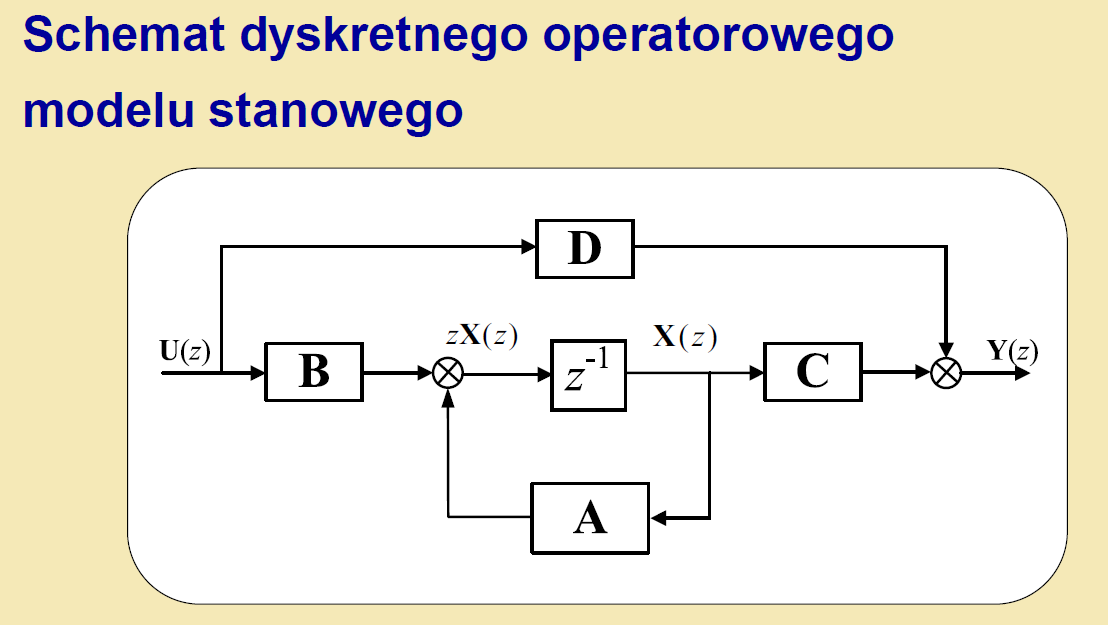 Schemat dyskretnego operatorowego
modelu stanowego
D
U(z)
B
zX(z)
z⁻¹
X(z)
C
Y(z)
A